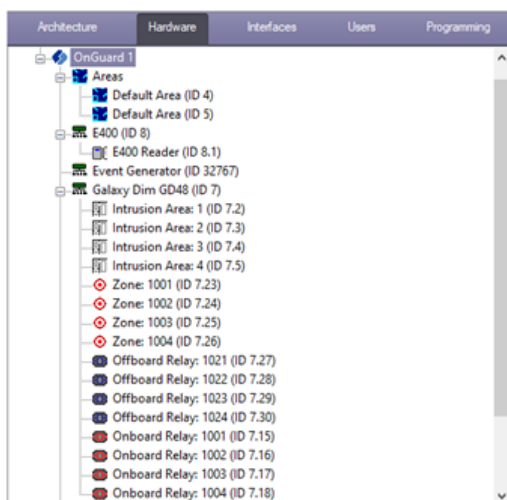 Architecture Hardware Interfaces Users Programming
OnGuard 1
Areas
Default Area (ID 4)
Default Area (ID 5)
E400 (ID 8)
E400 Reader (ID 8.1)
Event Generator (ID 32767)
Galaxy Dim GD48 (ID 7)
Intrusion Area: 1 (ID 7.2)
Intrusion Area: 2 (ID 7.3)
Intrusion Area: 3 (ID 7.4)
Intrusion Area: 4 (ID 7.5)
Zone: 1001 (ID 7.23)
Zone: 1002 (ID 7.24)
Zone: 1003 (ID 7.25)
Zone: 1004 (ID 7.26)
Offboard Relay: 1021 (ID 7.27)
Offboard Relay: 1022 (ID 7.28)
Offboard Relay: 1023 (ID 7.29)
Offboard Relay: 1024 (ID 7.30)
Onboard Relay: 1001 (ID 7.15)
Onboard Relay: 1002 (ID 7.16)
Onboard Relay: 1003 (ID 7.17)
Onboard Relay: 1004 (ID 7.18)